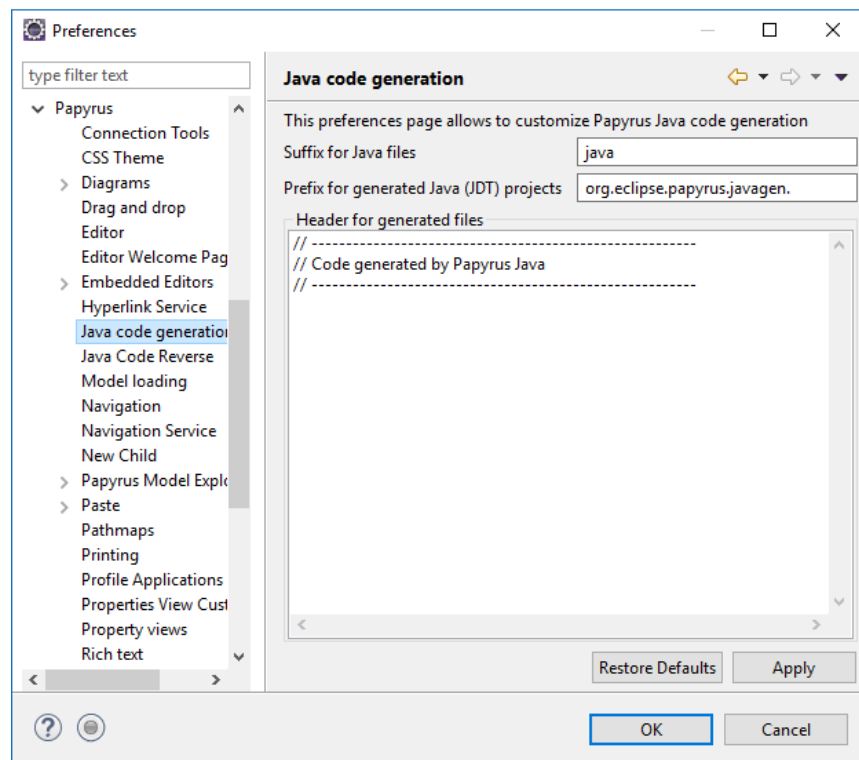 Preferences
type filter text
Papyrus
Connection Tools
CSS Theme
Diagrams
Drag and drop
Editor
Editor Welcome Pag
Embedded Editors
Hyperlink Service
Java code generation
Java Code Reverse
Model loading
Navigation
Navigation Service
New Child
Papyrus Model Explo
Paste
Pathmaps
Printing
Profile Applications
Properties View Cust
Property views
Rich text
Java code generation
This preferences page allows to customize Papyrus Java code generation
Suffix for Java files
java
Prefix for generated Java (JDT) projects
org.eclipse.papyrus.javagen.
Header for generated files
// --------------------------------------------------------
// Code generated by Papyrus Java
// --------------------------------------------------------
Restore Defaults
Apply
OK
Cancel